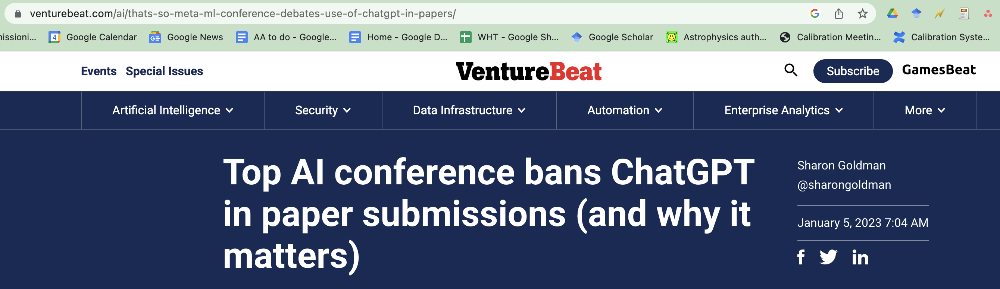 venturebeat.com/ai/thats-so-meta-ml-conference-debates-use-of-chatgpt-in-papers/
nissioni... Google Calendar Google News AA to do - Google... Home - Google D... WHT - Google Sh... Google Scholar Astrophysics auth... Calibration Meetin... Calibration Syste...
Events Special Issues VentureBeat Subscribe GamesBeat
Artificial Intelligence Security Data Infrastructure Automation Enterprise Analytics More
Top AI conference bans ChatGPT
in paper submissions (and why it
matters)
Sharon Goldman
@sharongoldman
January 5, 2023 7:04 AM